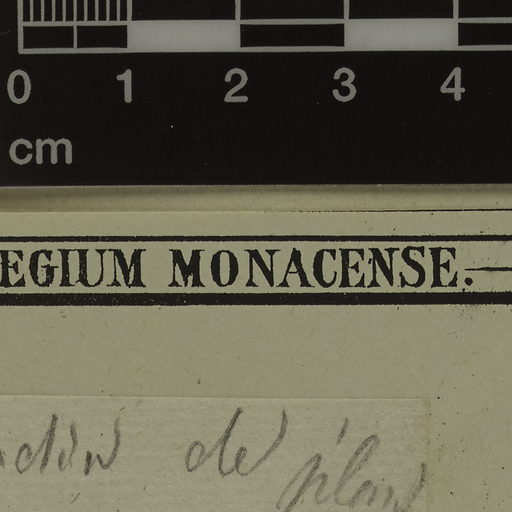 0 1 2 3 4
cm
EGIUM MONACENSE.
de